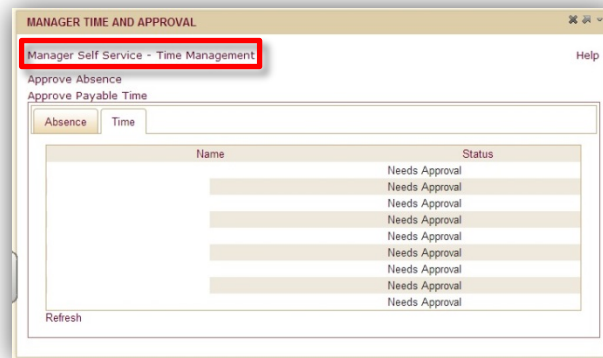 MANAGER TIME AND APPROVAL
Manager Self Service - Time Management
Help
Approve Absence
Approve Payable Time
Absence Time
Name Status
Needs Approval
Needs Approval
Needs Approval
Needs Approval
Needs Approval
Needs Approval
Needs Approval
Needs Approval
Needs Approval
Refresh